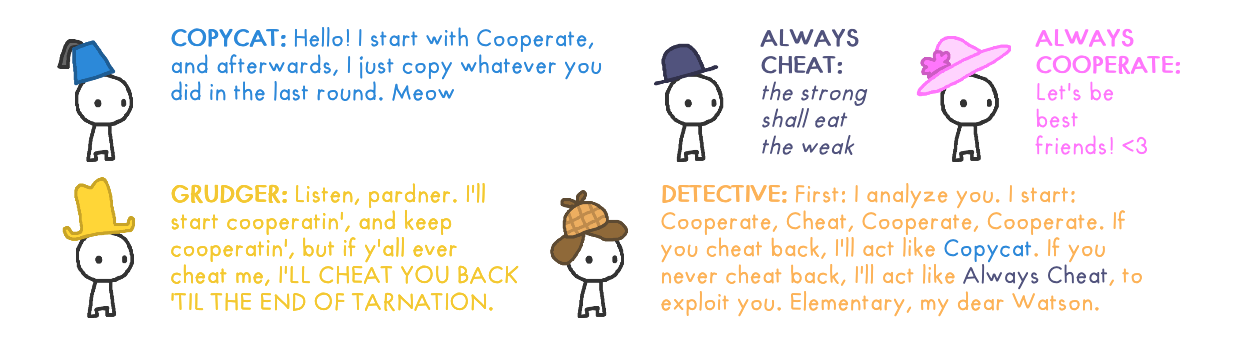 COPYCAT: Hello! I start with Cooperate,
and afterwards, I just copy whatever you
did in the last round. Meow
ALWAYS
CHEAT:
the strong
shall eat
the weak
ALWAYS
COOPERATE:
Let's be
best
friends! <3
GRUDGER: Listen, pardner. I'll
start cooperatin', and keep
cooperatin', but if y'all ever
cheat me, I'LL CHEAT YOU BACK
'TIL THE END OF TARNATION.
DETECTIVE: First: I analyze you. I start:
Cooperate, Cheat, Cooperate, Cooperate. If
you cheat back, I'll act like Copycat. If you
never cheat back, I'll act like Always Cheat, to
exploit you. Elementary, my dear Watson.